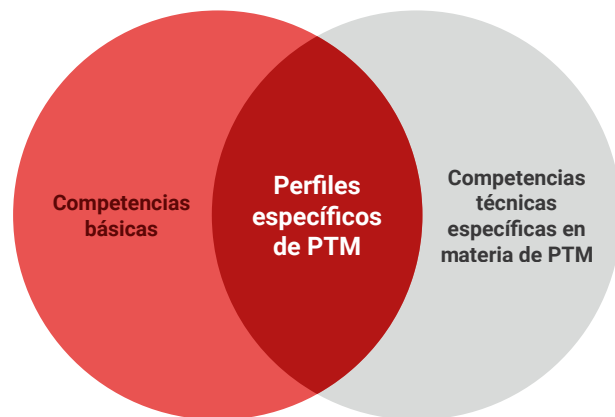 Competencias
básicas
Perfiles
específicos
de PTM
Competencias
técnicas
específicas en
materia de PTM